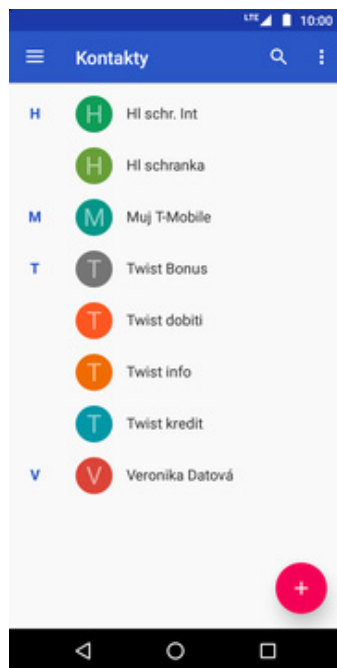 LTE 10:00
Kontakty
H H Hl schr. Int
H Hl schranka
M M Muj T-Mobile
T T Twist Bonus
T Twist dobiti
T Twist info
T Twist kredit
V V Veronika Datová
+